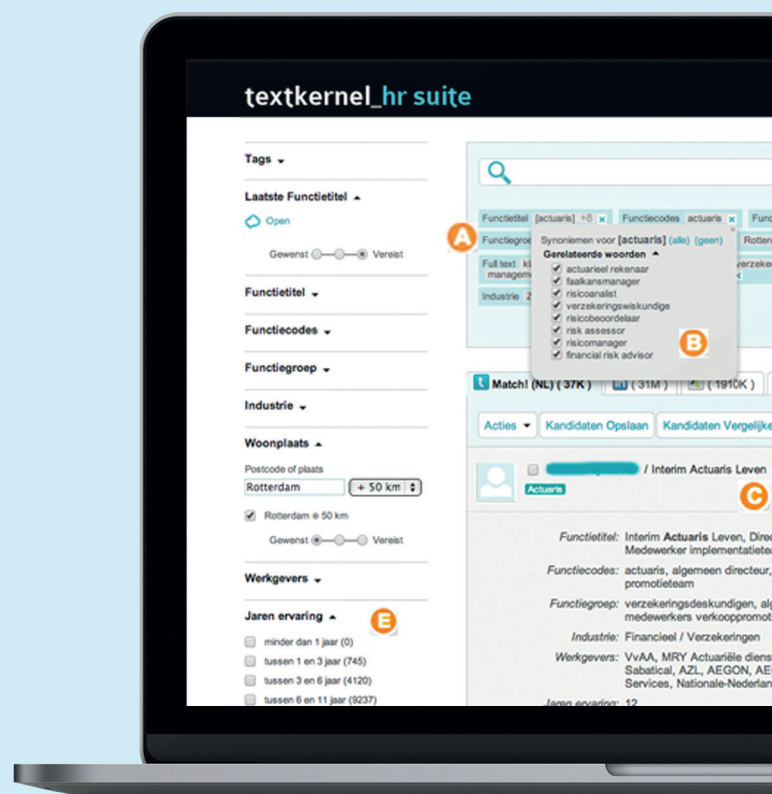 textkernel_hr suite
Tags
Laatste Functietitel
Open
Gewenst Vereist
Functietitel
Functiecodes
Functiegroep
Industrie
Woonplaats
Postcode of plaats
Rotterdam + 50 km
Rotterdam ± 50 km
Gewenst Vereist
Werkgevers
Jaren ervaring
E
minder dan 1 jaar (0)
tussen 1 en 3 jaar (745)
tussen 3 en 6 jaar (4120)
tussen 6 en 11 jaar (9237)
Functietitel [actuaris] +8 x Functiecodes actuaris x
A
Synoniemen voor [actuaris] (alle) (geen)
Gerelateerde woorden
actuarieel rekenaar
faalkansmanager
risicoanalist
verzekeringswiskundige
risicobeoordelaar
risk assessor
risicomanager
financial risk advisor
B
Full text
Industrie
Match! (NL) ( 37K ) ( 31M ) ( 1910K )
Acties Kandidaten Opslaan Kandidaten Vergelijke
/ Interim Actuaris Leven
Actuaris
C
Functietitel: Interim Actuaris Leven, Direc
Medewerker implementatietea
Functiecodes: actuaris, algemeen directeur,
promotieteam
Functiegroep: verzekeringsdeskundigen, alg
medewerkers verkooppromot
Industrie: Financieel / Verzekeringen
Werkgevers: VvAA, MRY Actuariële diens
Sabatical, AZL, AEGON, AE
Services, Nationale-Nederlan
Jaren ervaring: 12